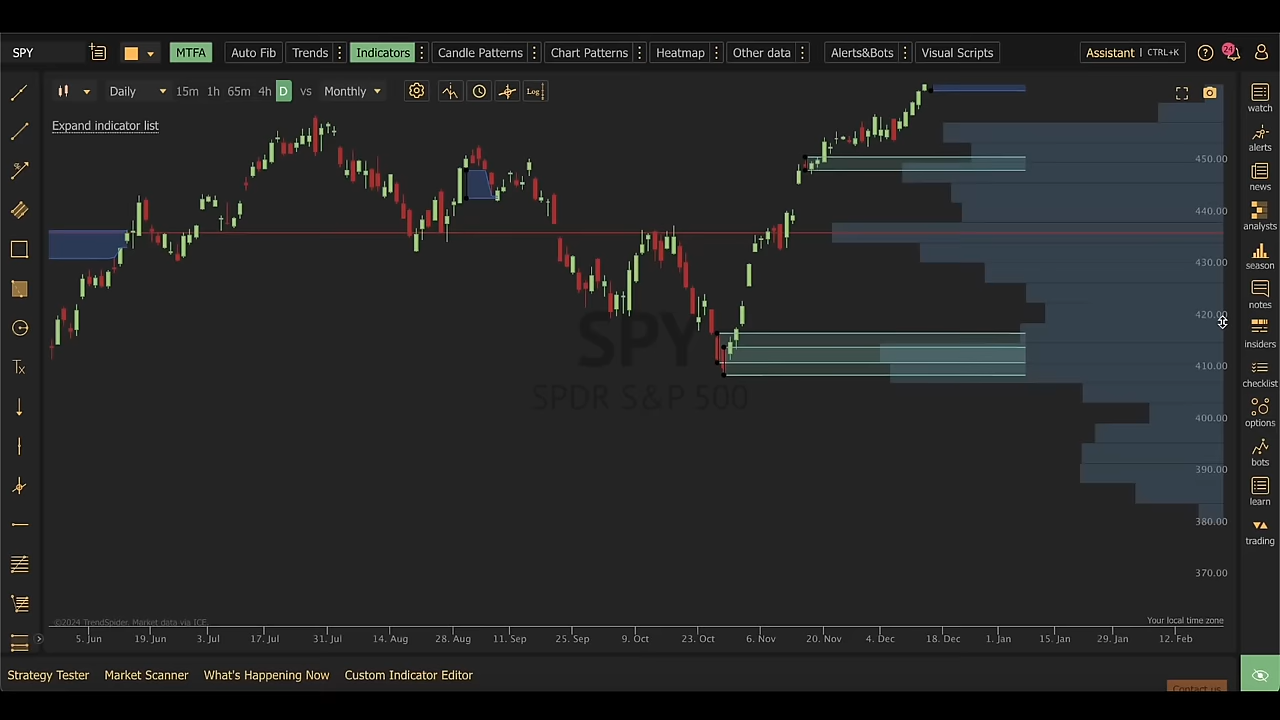 SPY MTFA Auto Fib Trends Indicators Candle Patterns Chart Patterns Heatmap Other data Alerts&Bots Visual Scripts Assistant | CTRL+K ? 24
Daily 15m 1h 65m 4h D vs Monthly Log
Expand indicator list
watch
alerts
news
analysts
season
notes
insiders
checklist
options
bots
learn
trading
Tx
450.00
440.00
430.00
420.00
410.00
400.00
390.00
380.00
370.00
SPY
SPDR S&P 500
©2024 TrendSpider. Market data via ICE.
Your local time zone
5. Jun 19. Jun 3. Jul 17. Jul 31. Jul 14. Aug 28. Aug 11. Sep 25. Sep 9. Oct 23. Oct 6. Nov 20. Nov 4. Dec 18. Dec 1. Jan 15. Jan 29. Jan 12. Feb
Strategy Tester Market Scanner What's Happening Now Custom Indicator Editor
Contact us